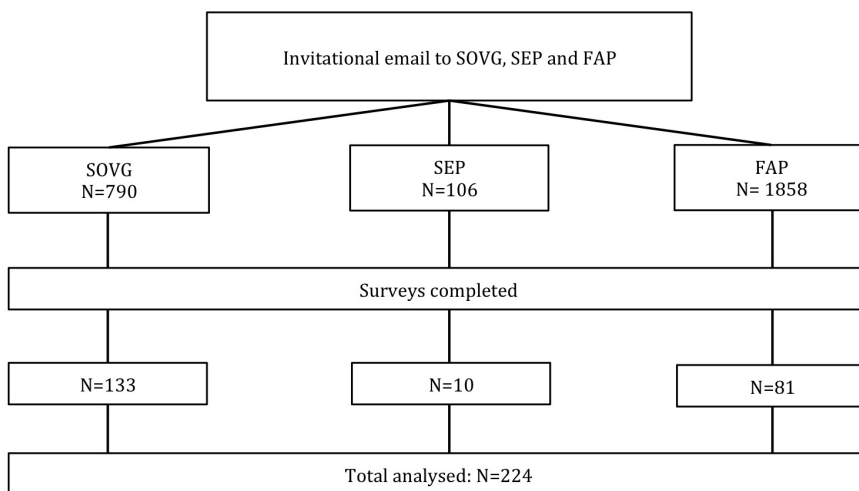 Invitational email to SOVG, SEP and FAP
SOVG
N=790
SEP
N=106
FAP
N= 1858
Surveys completed
N=133
N=10
N=81
Total analysed: N=224